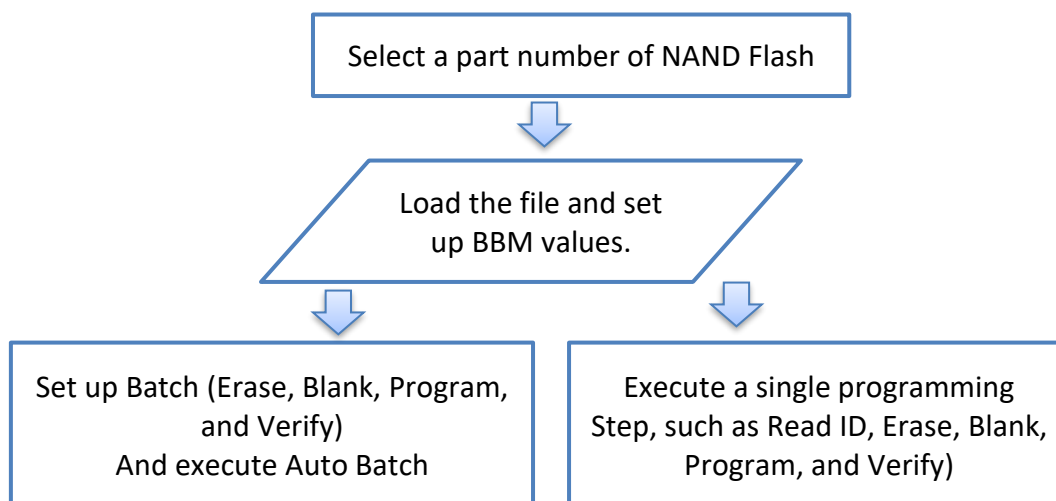 Select a part number of NAND Flash
Load the file and set
up BBM values.
Set up Batch (Erase, Blank, Program,
and Verify)
And execute Auto Batch
Execute a single programming
Step, such as Read ID, Erase, Blank,
Program, and Verify)